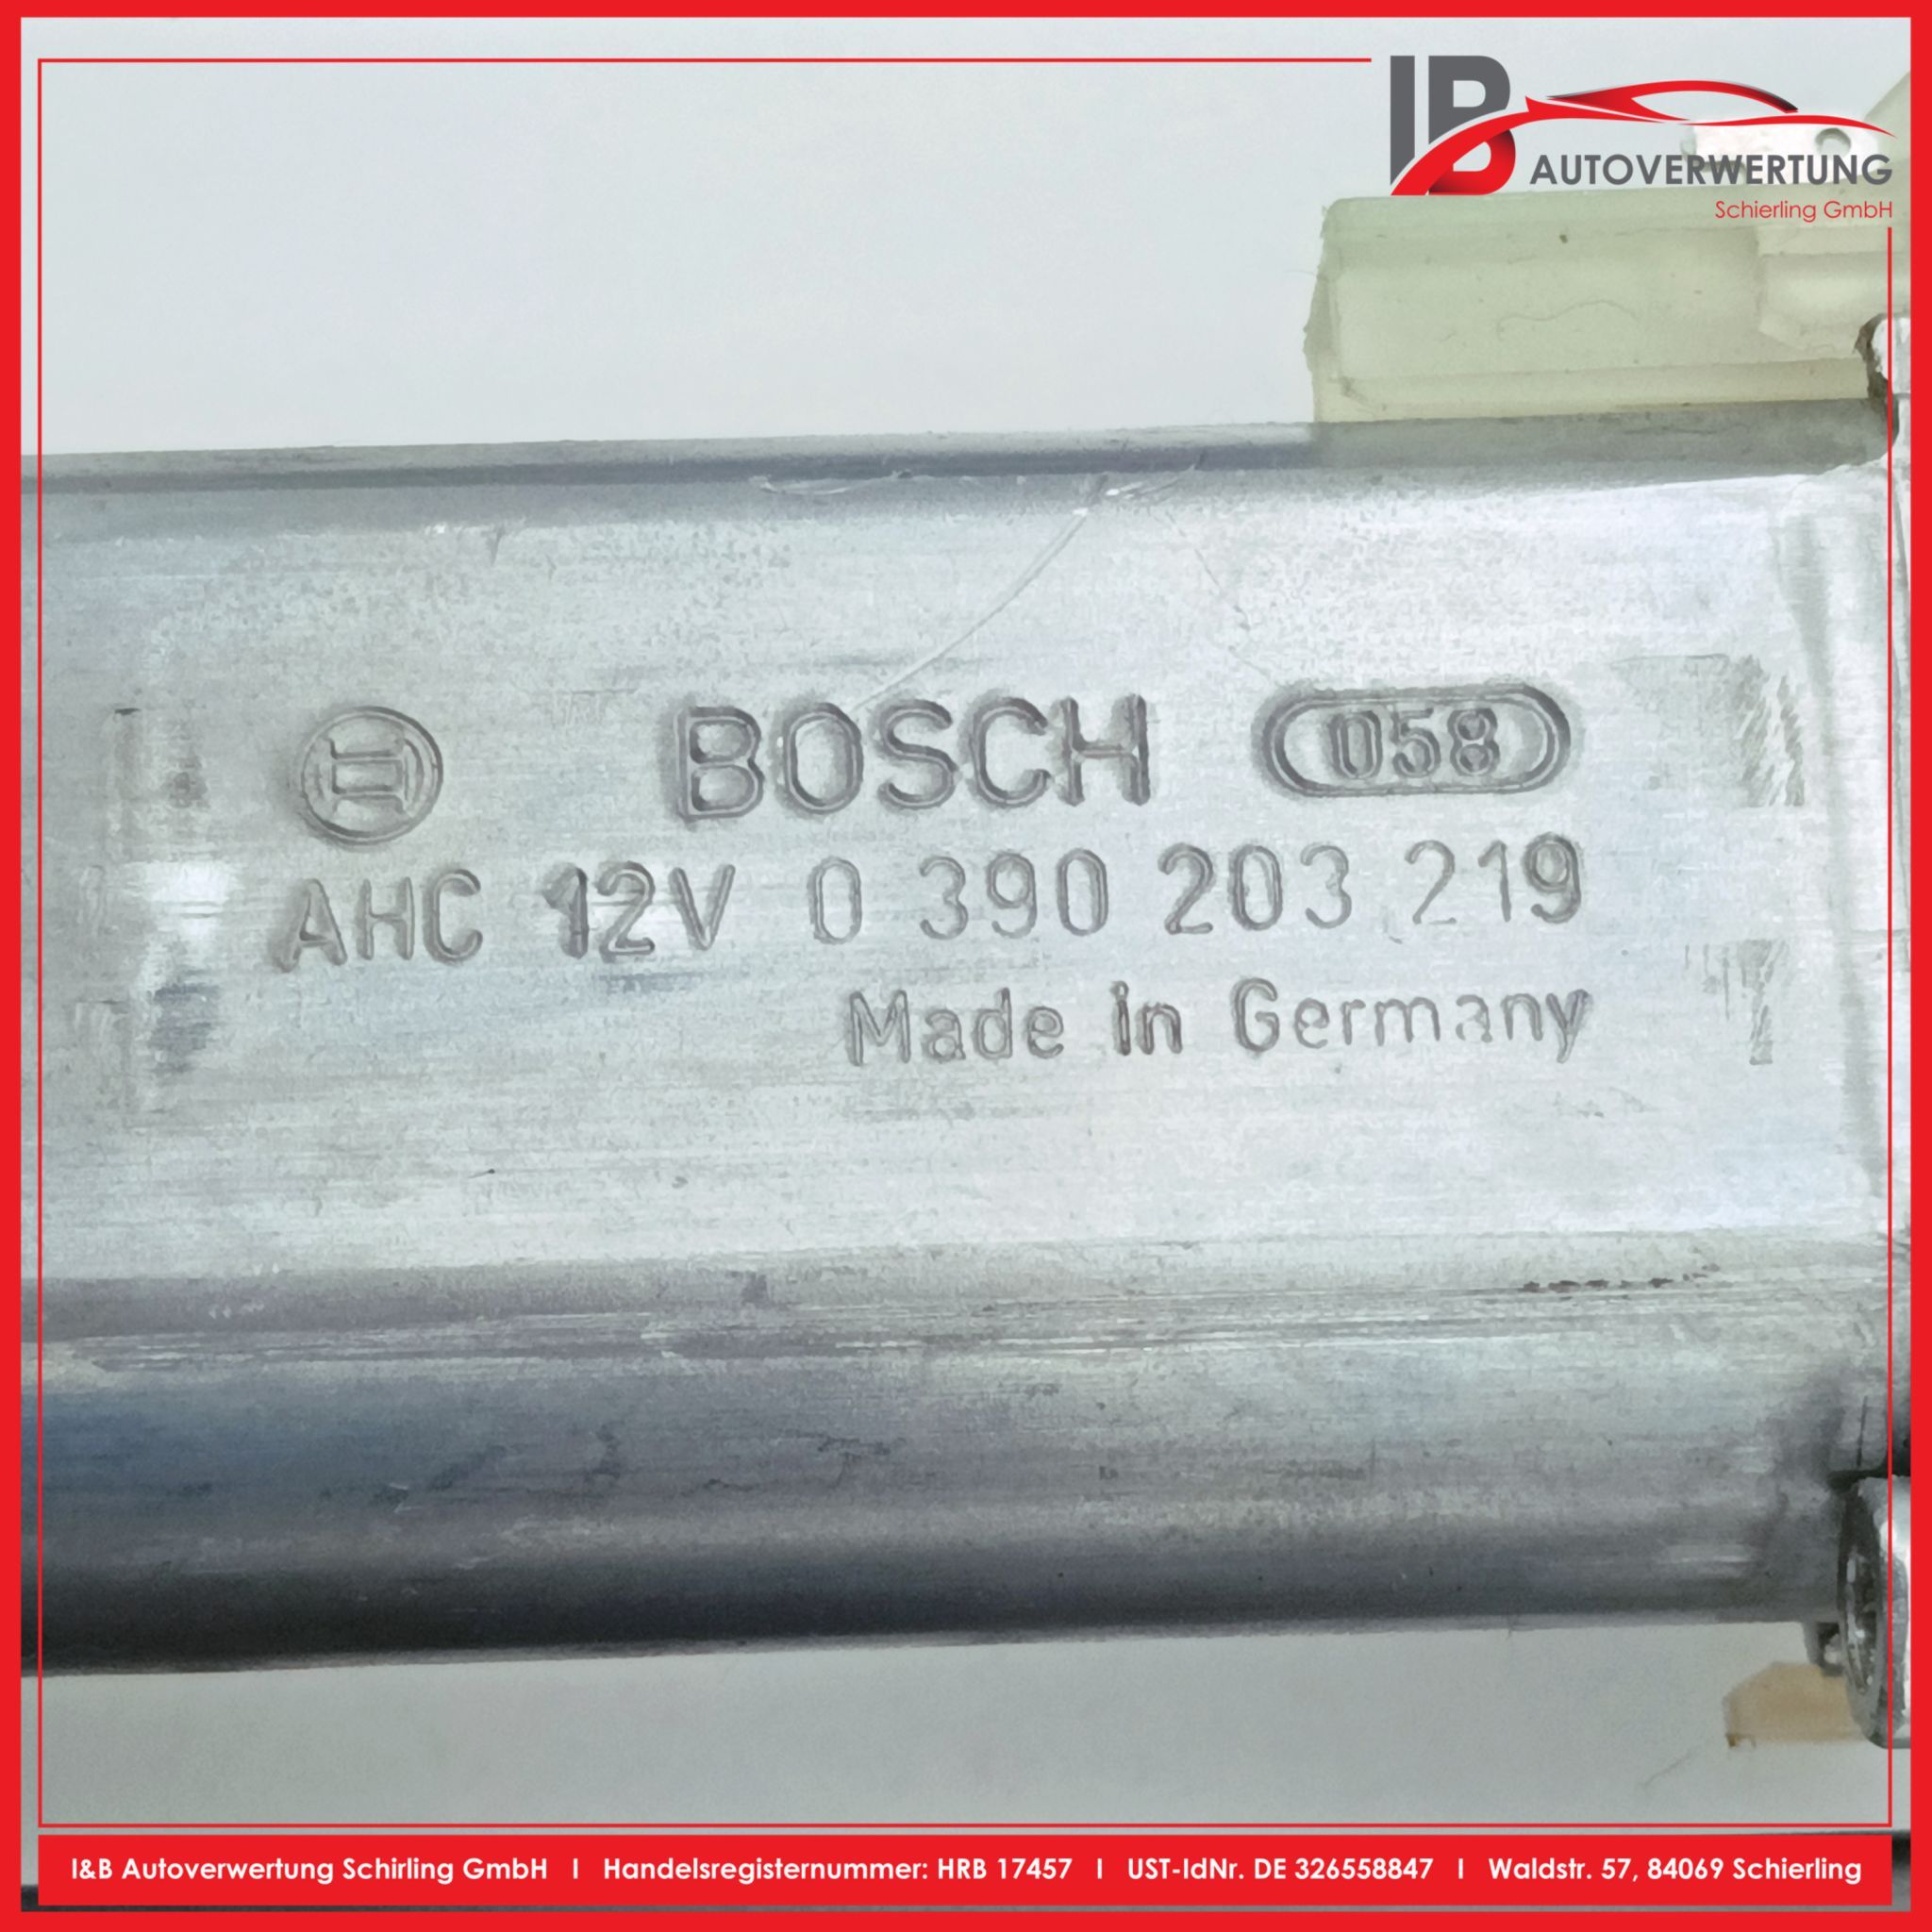 IB AUTOVERWERTUNG
Schierling GmbH
BOSCH 058
AHC 12V 0 390 203 219
Made in Germany
I&B Autoverwertung Schirling GmbH I Handelsregisternummer: HRB 17457 I UST-IdNr. DE 326558847 I Waldstr. 57, 84069 Schierling